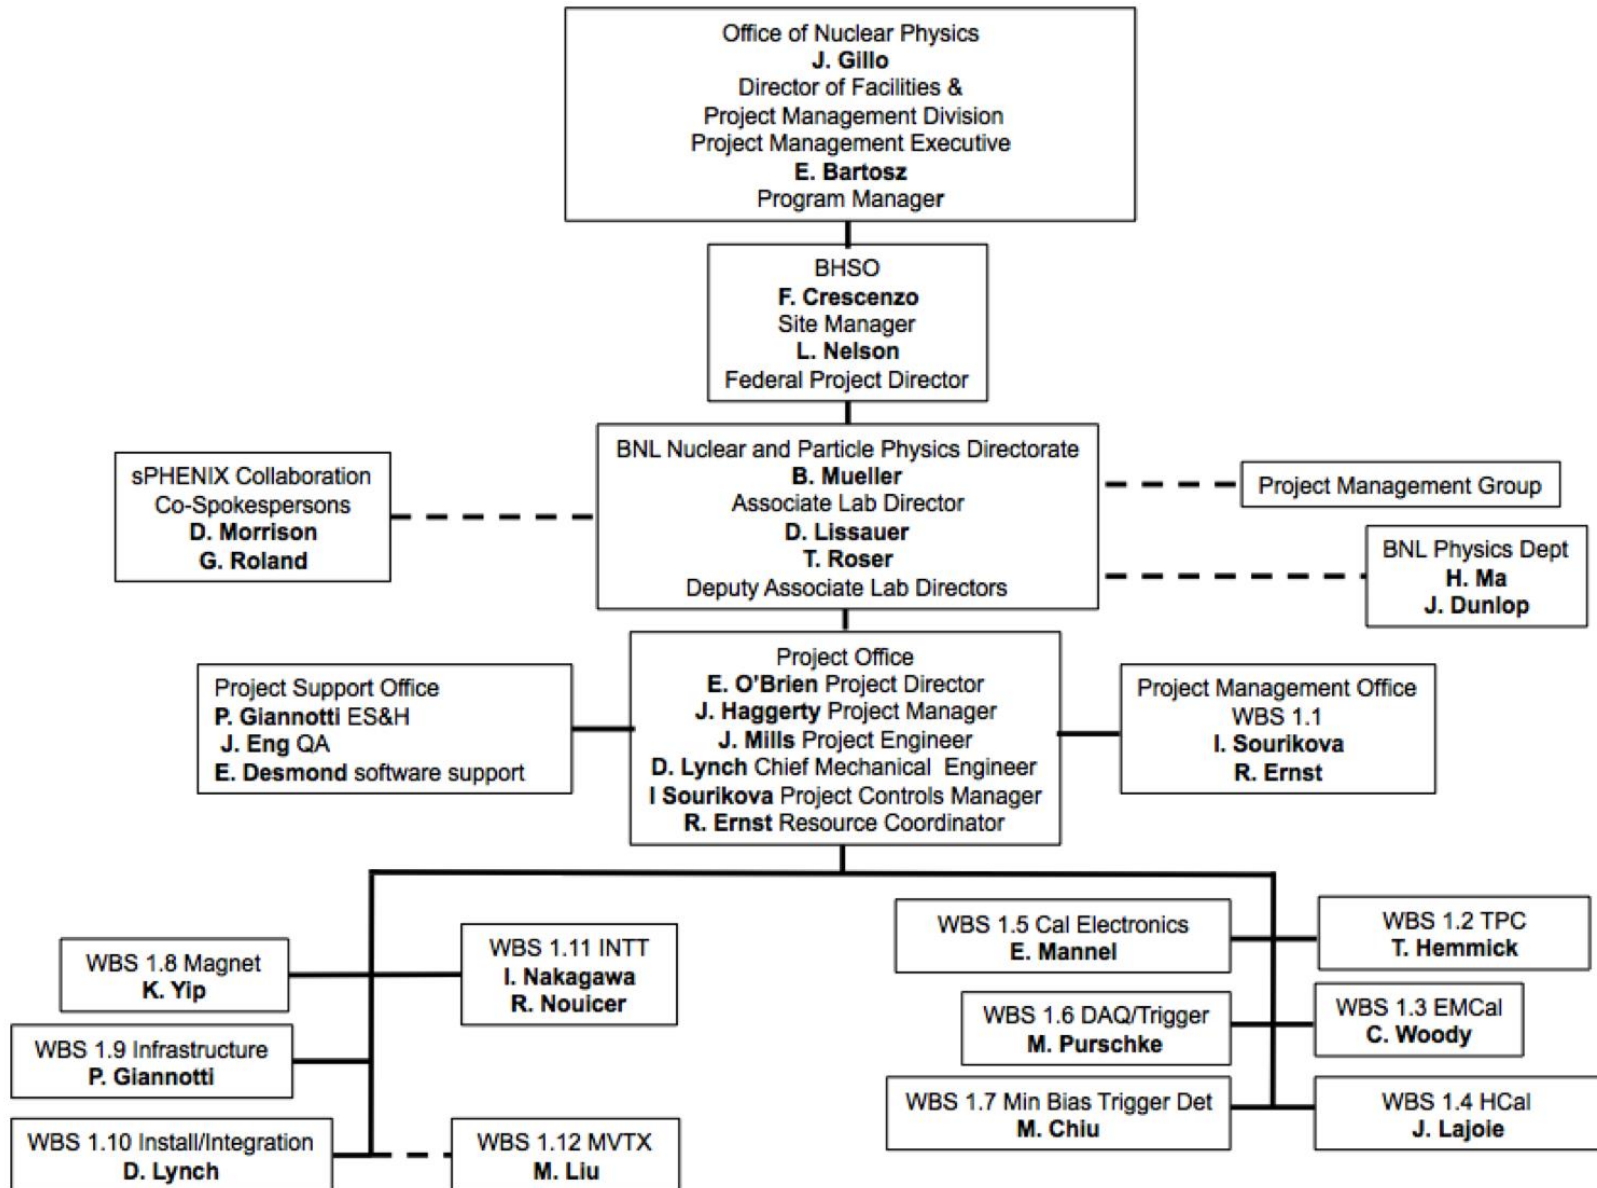 Office of Nuclear Physics
J. Gillo
Director of Facilities &
Project Management Division
Project Management Executive
E. Bartosz
Program Manager
BHSO
F. Crescenzo
Site Manager
L. Nelson
Federal Project Director
sPHENIX Collaboration
Co-Spokespersons
D. Morrison
G. Roland
BNL Nuclear and Particle Physics Directorate
B. Mueller
Associate Lab Director
D. Lissauer
T. Roser
Deputy Associate Lab Directors
Project Management Group
BNL Physics Dept
H. Ma
J. Dunlop
Project Support Office
P. Giannotti ES&H
J. Eng QA
E. Desmond software support
Project Office
E. O'Brien Project Director
J. Haggerty Project Manager
J. Mills Project Engineer
D. Lynch Chief Mechanical Engineer
I Sourikova Project Controls Manager
R. Ernst Resource Coordinator
Project Management Office
WBS 1.1
I. Sourikova
R. Ernst
WBS 1.8 Magnet
K. Yip
WBS 1.11 INTT
I. Nakagawa
R. Nouicer
WBS 1.9 Infrastructure
P. Giannotti
WBS 1.10 Install/Integration
D. Lynch
WBS 1.12 MVTX
M. Liu
WBS 1.5 Cal Electronics
E. Mannel
WBS 1.2 TPC
T. Hemmick
WBS 1.6 DAQ/Trigger
M. Purschke
WBS 1.3 EMCal
C. Woody
WBS 1.7 Min Bias Trigger Det
M. Chiu
WBS 1.4 HCal
J. Lajoie